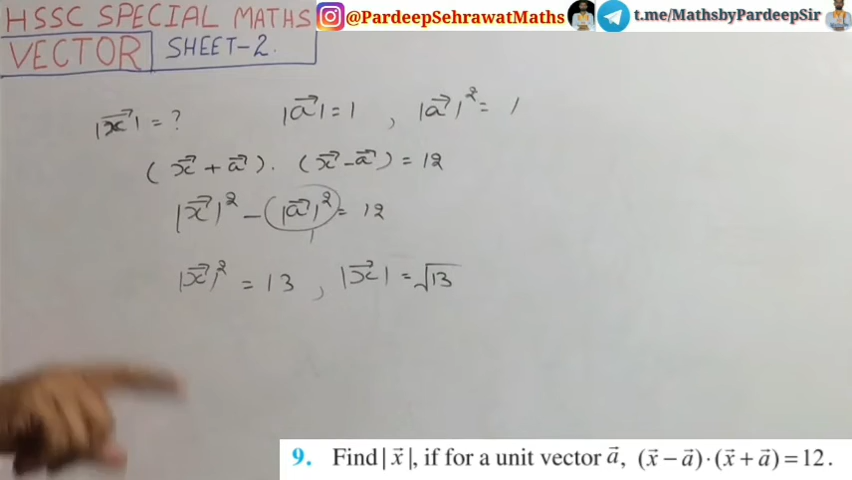 HSSC SPECIAL MATHS
@PardeepSehrawatMaths
t.me/MathsbyPardeepSir
VECTOR SHEET-2.
|x⃗| = ? |a⃗| = 1 , |a⃗|² = 1
(x⃗ + a⃗) . (x⃗ - a⃗) = 12
|x⃗|² - (|a⃗|²) = 12
1
|x⃗|² = 13 , |x⃗| = √13
9. Find |x⃗|, if for a unit vector a⃗, (x⃗ − a⃗)·(x⃗ + a⃗) = 12.